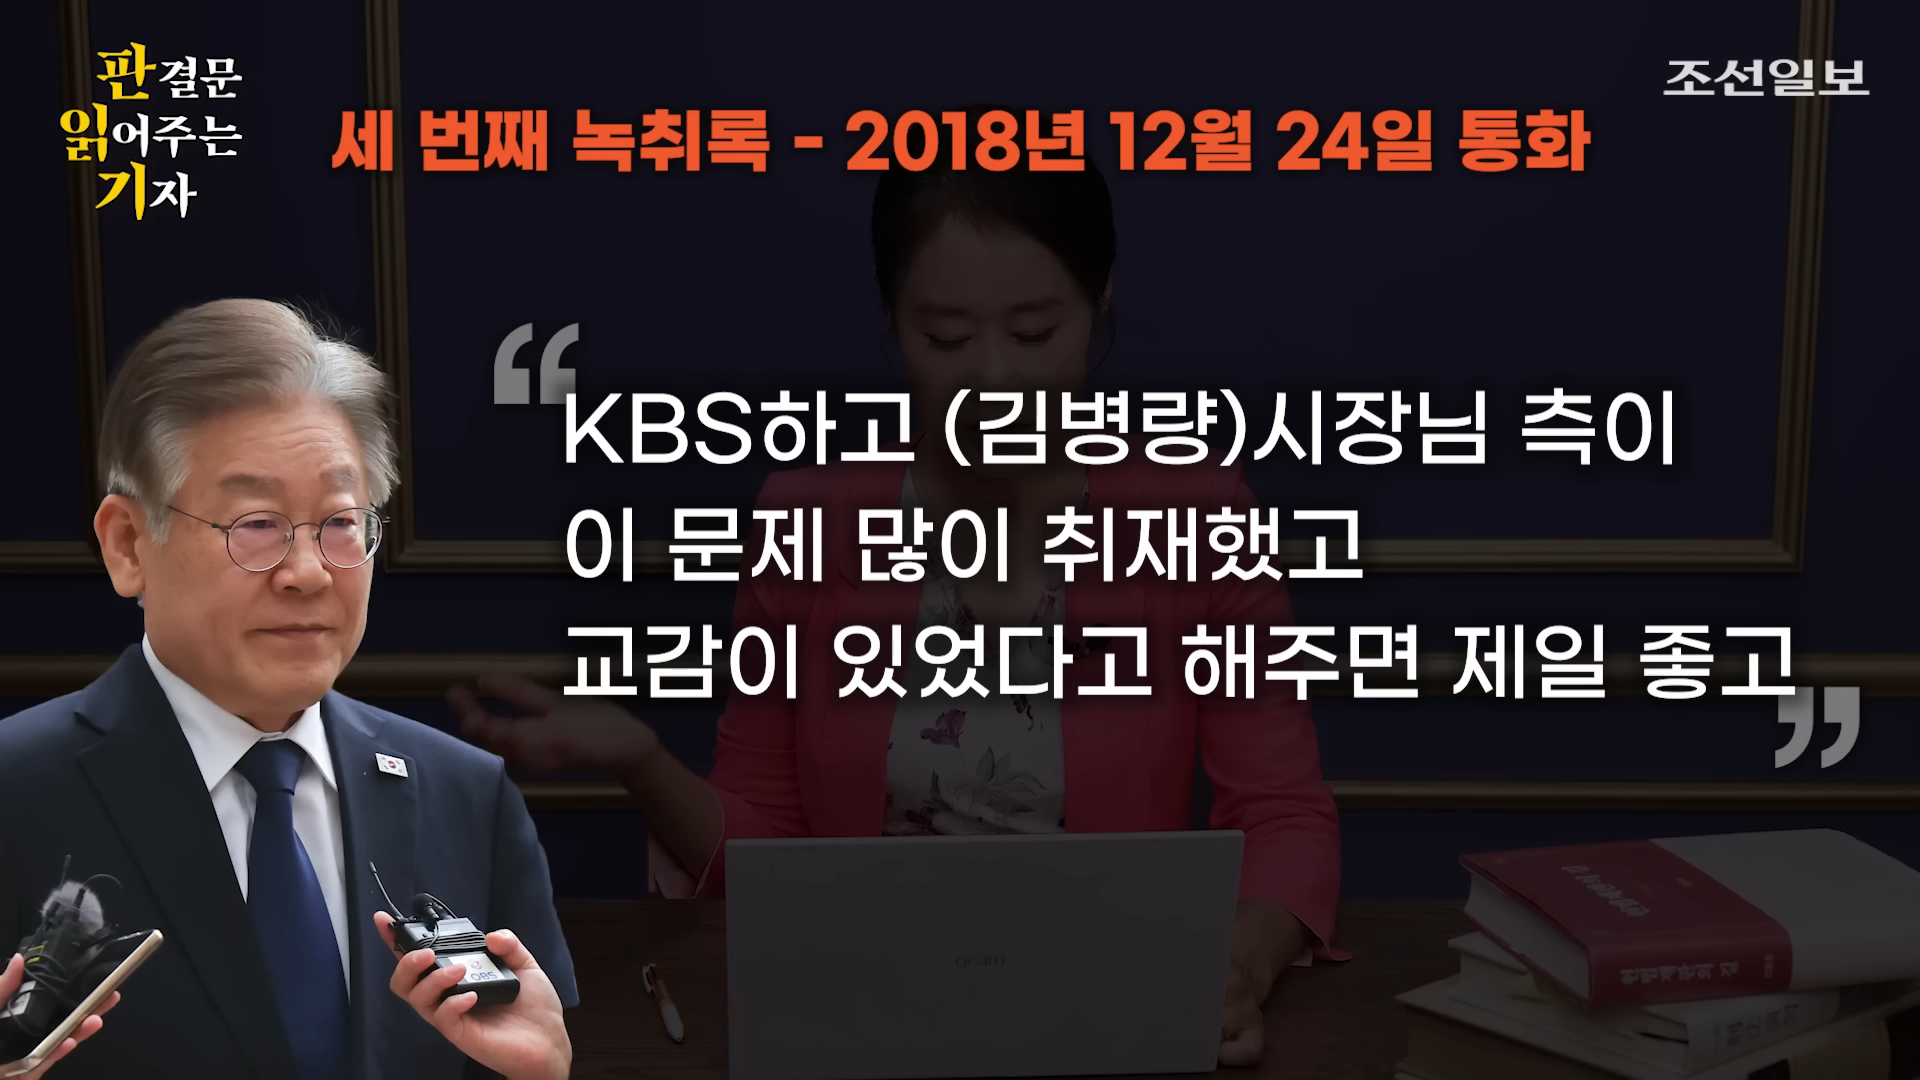 판결문
읽어주는
기자
조선일보
세 번째 녹취록 - 2018년 12월 24일 통화
“KBS하고 (김병량)시장님 측이
이 문제 많이 취재했고
교감이 있었다고 해주면 제일 좋고”
OBS
gram